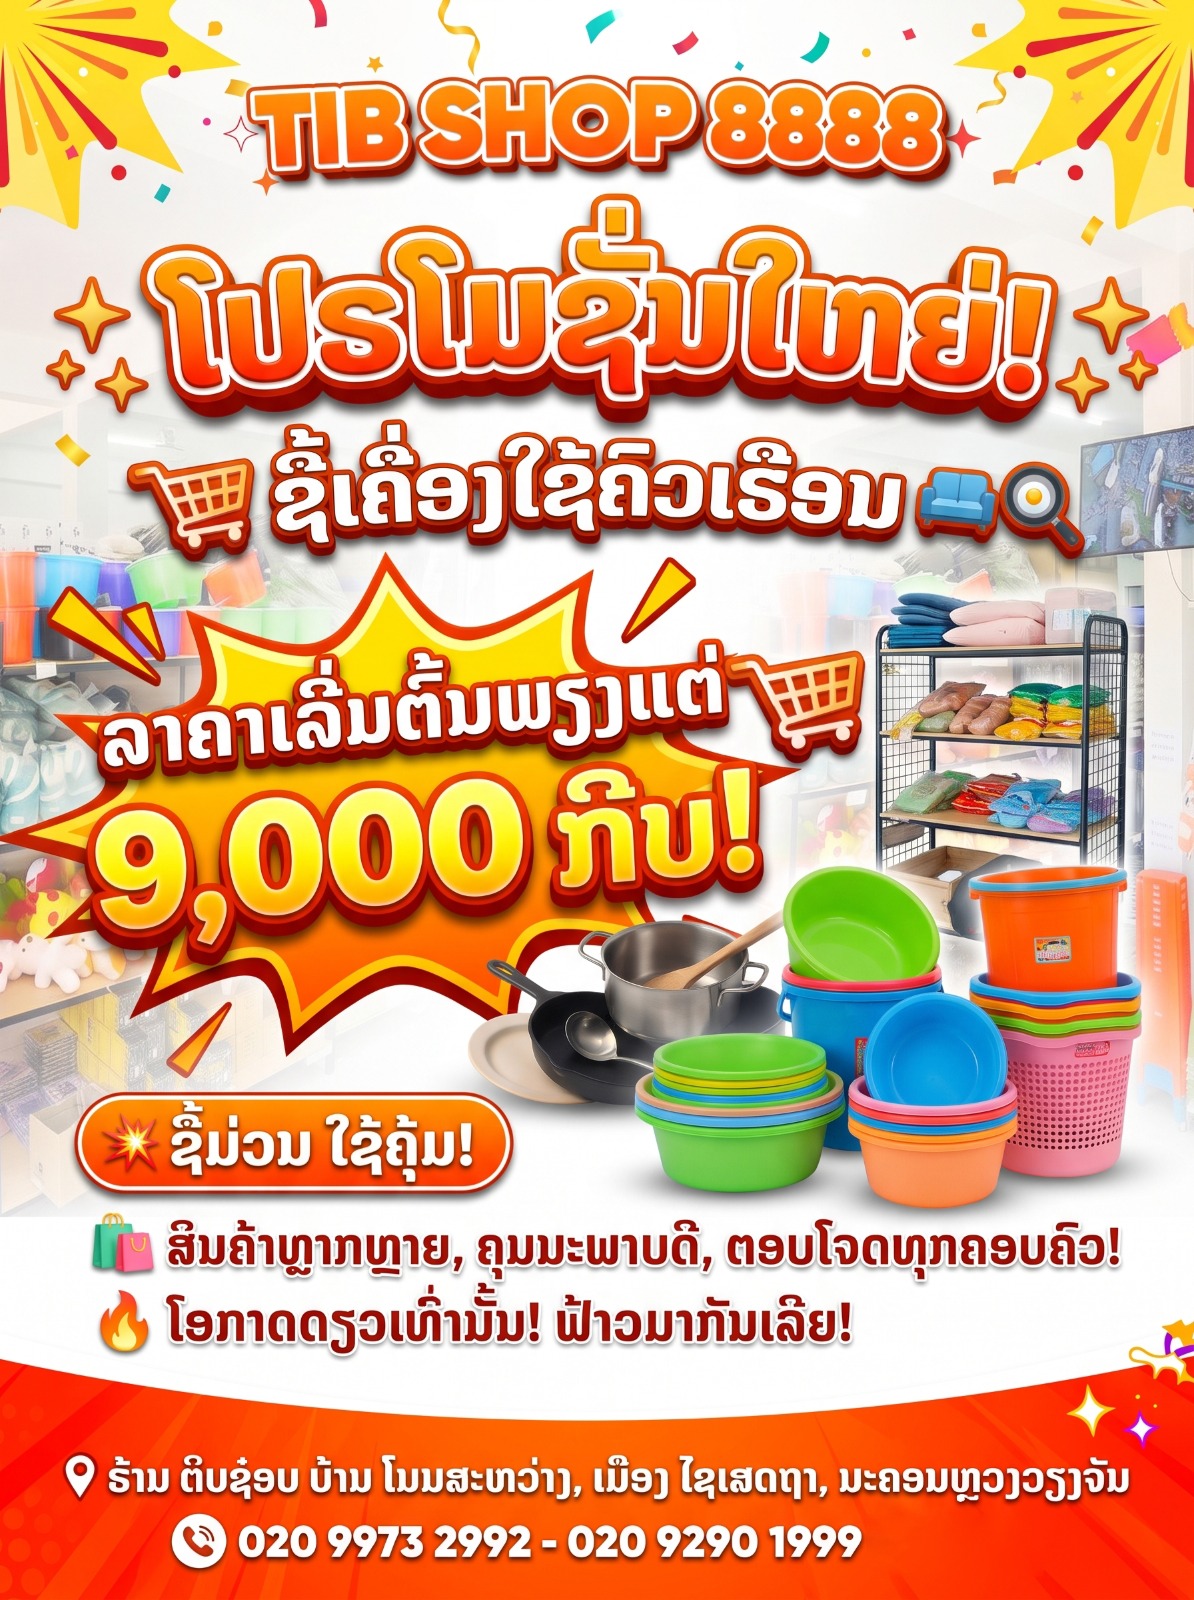 TIB SHOP 8888
ໂປຣໂມຊັ່ນໃຫຍ່!
ຊື້ເຄື່ອງໃຊ້ຄົວເຮືອນ
ລາຄາເລີ່ມຕົ້ນພຽງແຕ່
9,000 ກີບ!
ຊື້ມ່ວນ ໃຊ້ຄຸ້ມ!
ສິນຄ້າຫຼາກຫຼາຍ, ຄຸນນະພາບດີ, ຕອບໂຈດທຸກຄອບຄົວ!
ໂອກາດດຽວເທົ່ານັ້ນ! ຟ້າວມາກັນເລີຍ!
ຮ້ານ ຕິບຊ໋ອບ ບ້ານ ໂນນສະຫວ່າງ, ເມືອງ ໄຊເສດຖາ, ນະຄອນຫຼວງວຽງຈັນ
020 9973 2992 - 020 9290 1999